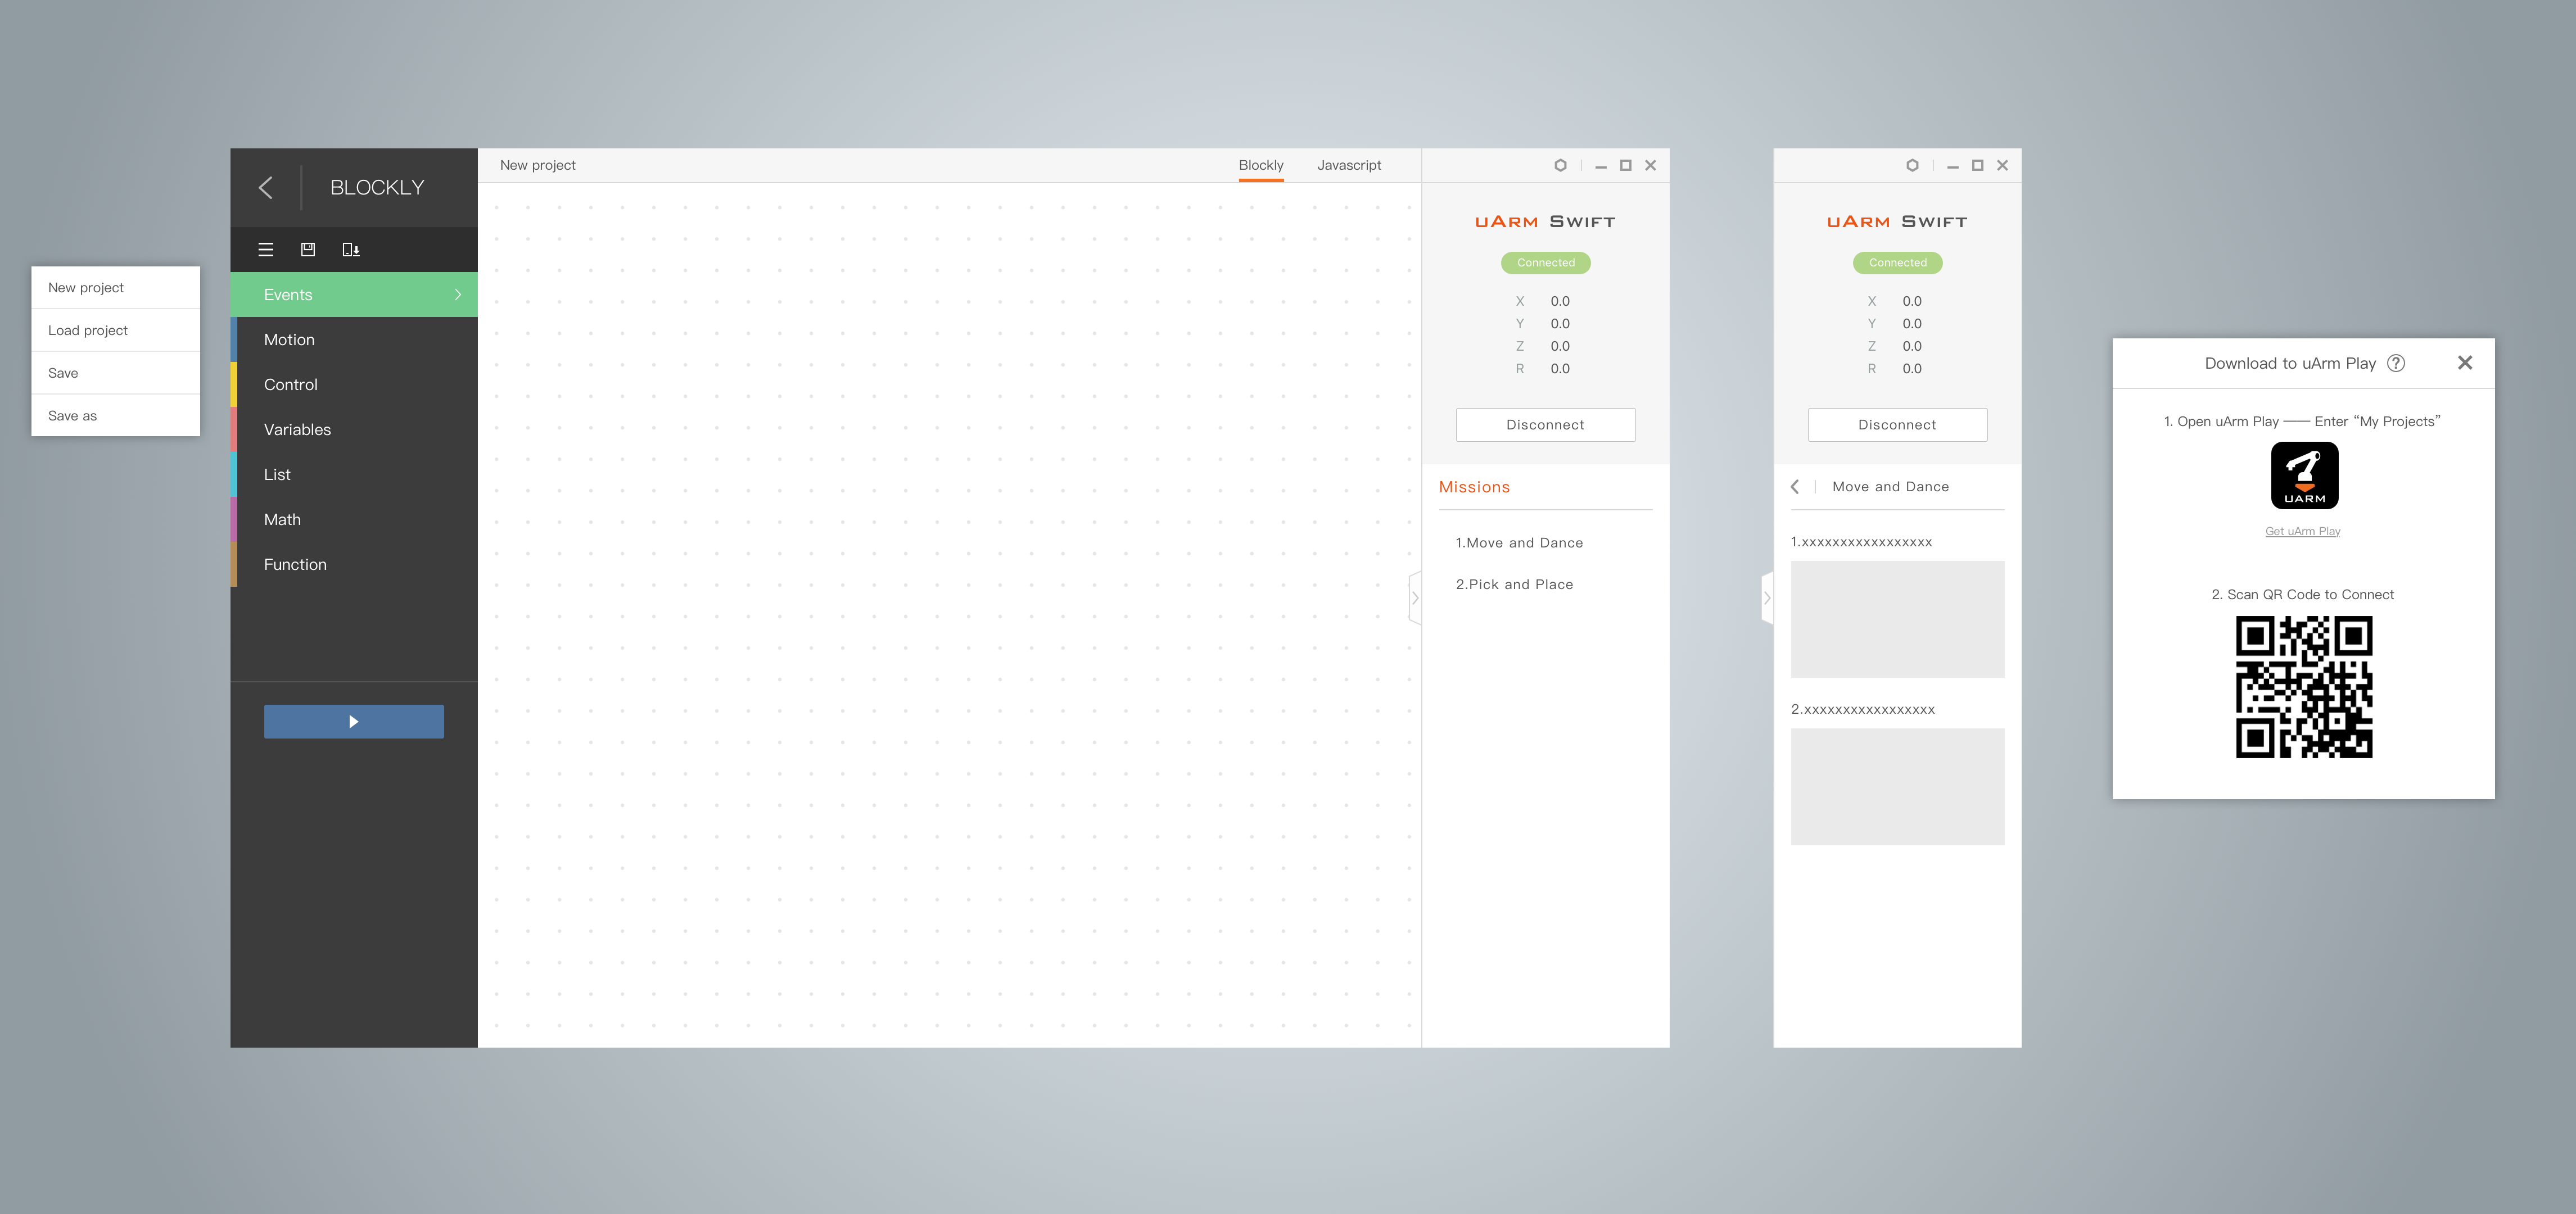 New project
Load project
Save
Save as
BLOCKLY
Events
Motion
Control
Variables
List
Math
Function
New project
Blockly
Javascript
UARM SWIFT
Connected
X 0.0
Y 0.0
Z 0.0
R 0.0
Disconnect
Missions
1.Move and Dance
2.Pick and Place
UARM SWIFT
Connected
X 0.0
Y 0.0
Z 0.0
R 0.0
Disconnect
Move and Dance
1.xxxxxxxxxxxxxxxxx
2.xxxxxxxxxxxxxxxxx
Download to uArm Play ?
1. Open uArm Play —— Enter “My Projects”
UARM
Get uArm Play
2. Scan QR Code to Connect